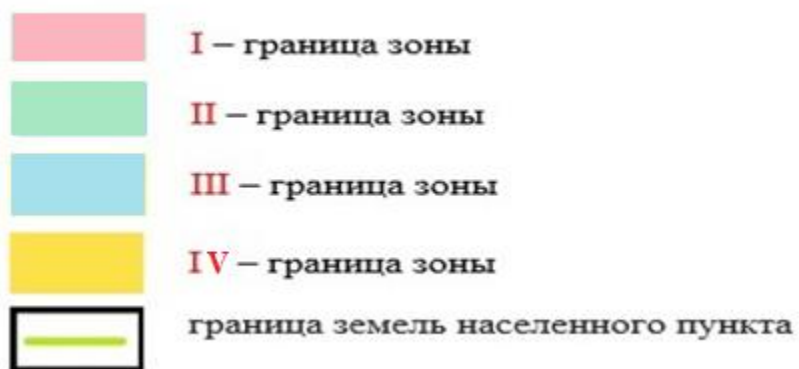 I – граница зоны
II – граница зоны
III – граница зоны
IV – граница зоны
граница земель населенного пункта